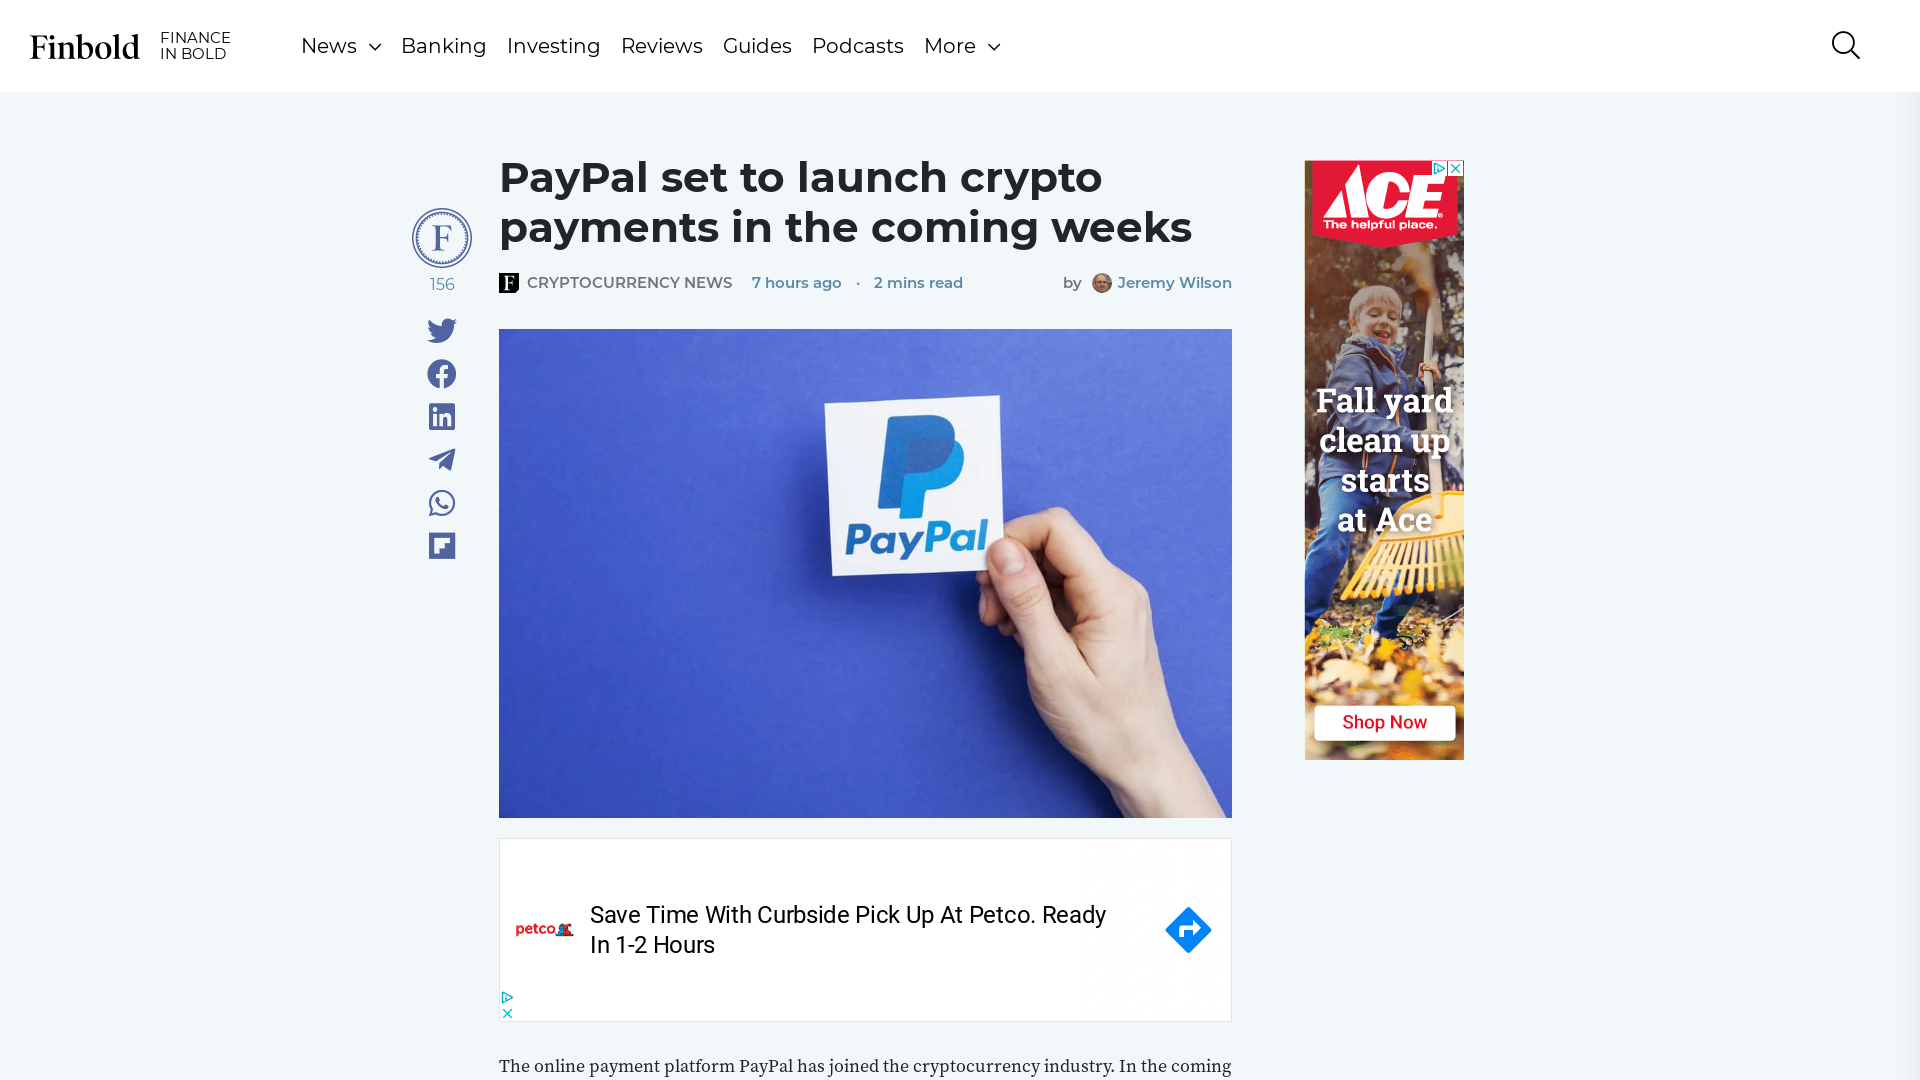 Finbold
FINANCE
IN BOLD
News
Banking
Investing
Reviews
Guides
Podcasts
More
PayPal set to launch crypto
payments in the coming weeks
F
156
F CRYPTOCURRENCY NEWS 7 hours ago · 2 mins read
by Jeremy Wilson
PayPal
ACE
The helpful place.
Fall yard
clean up
starts
at Ace
Shop Now
petco
Save Time With Curbside Pick Up At Petco. Ready
In 1-2 Hours
The online payment platform PayPal has joined the cryptocurrency industry. In the coming